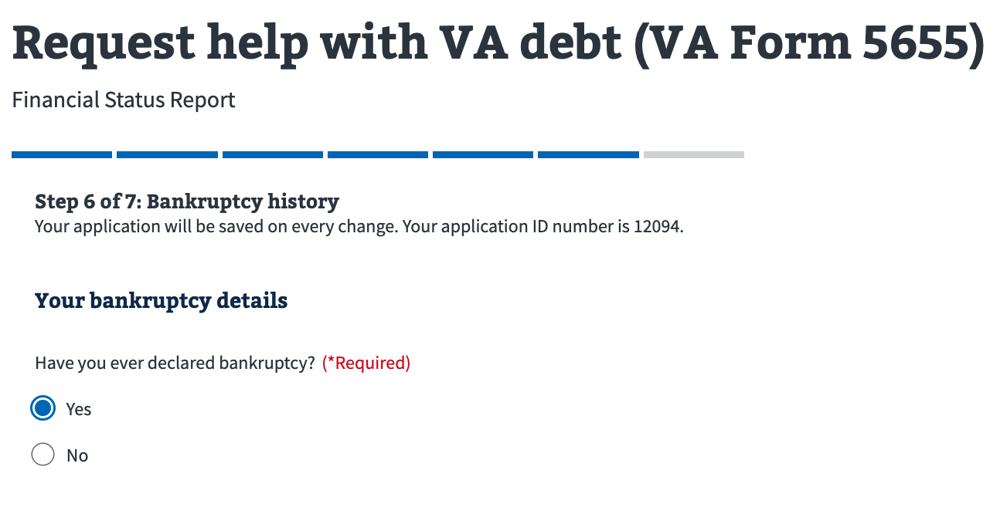 Request help with VA debt (VA Form 5655)
Financial Status Report
Step 6 of 7: Bankruptcy history
Your application will be saved on every change. Your application ID number is 12094.
Your bankruptcy details
Have you ever declared bankruptcy? (*Required)
Yes
No